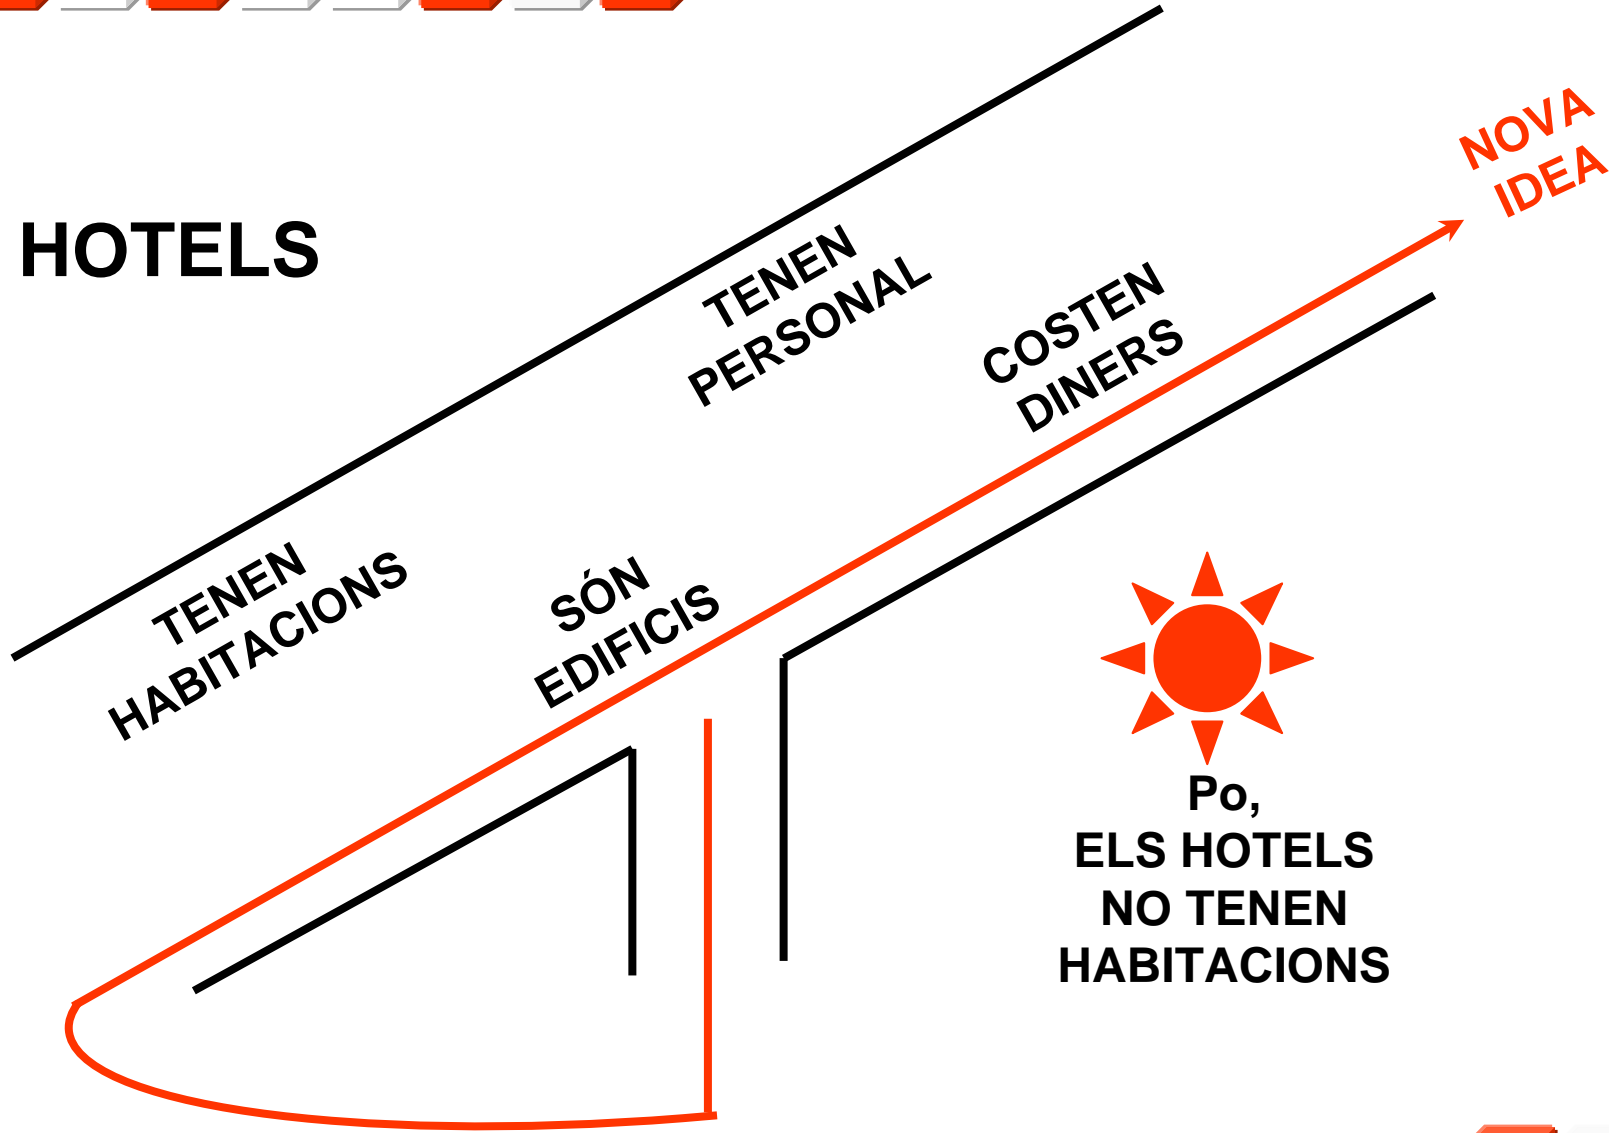 NOVA
IDEA
HOTELS
TENEN
PERSONAL
COSTEN
DINERS
TENEN
HABITACIONS
SÓN
EDIFICIS
Po,
ELS HOTELS
NO TENEN
HABITACIONS